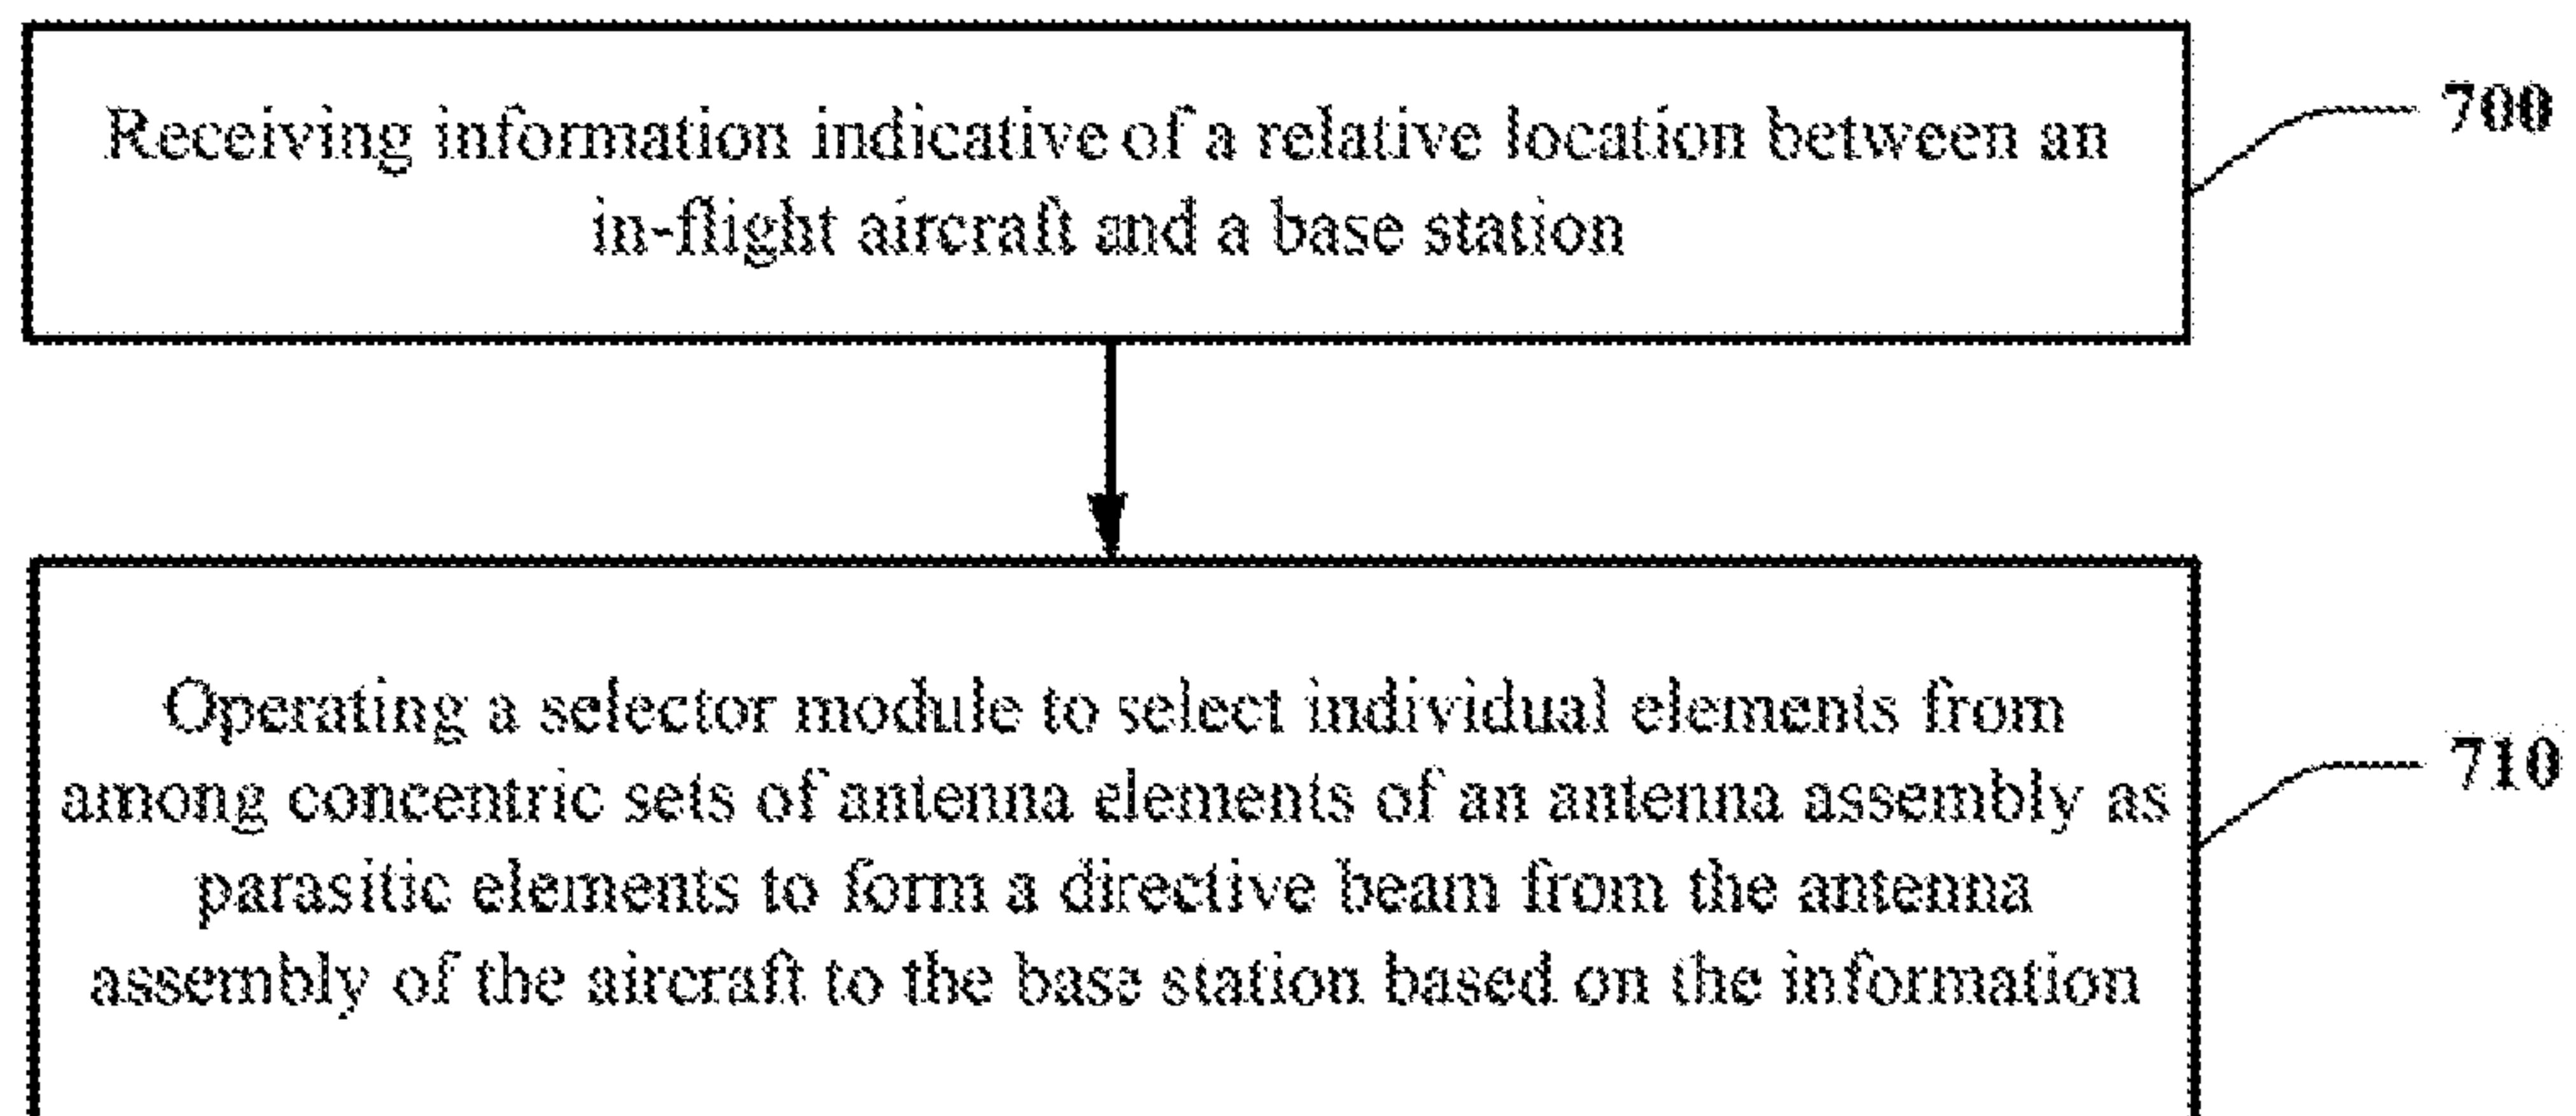 Receiving information indicative of a relative location between an
in-flight aircraft and a base station
700
Operating a selector module to select individual elements from
among concentric sets of antenna elements of an antenna assembly as
parasitic elements to form a directive beam from the antenna
assembly of the aircraft to the base station based on the information
710